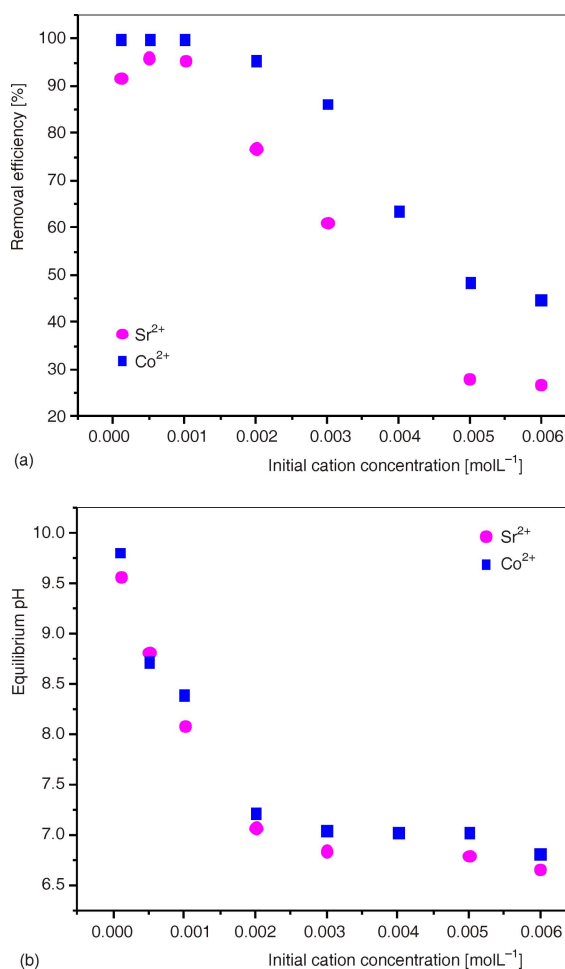 100
90
80
70
60
50
40
30
20
Removal efficiency [%]
Sr²⁺
Co²⁺
0.000 0.001 0.002 0.003 0.004 0.005 0.006
(a) Initial cation concentration [molL⁻¹]
10.0
9.5
9.0
8.5
8.0
7.5
7.0
6.5
Equilibrium pH
Sr²⁺
Co²⁺
0.000 0.001 0.002 0.003 0.004 0.005 0.006
(b) Initial cation concentration [molL⁻¹]